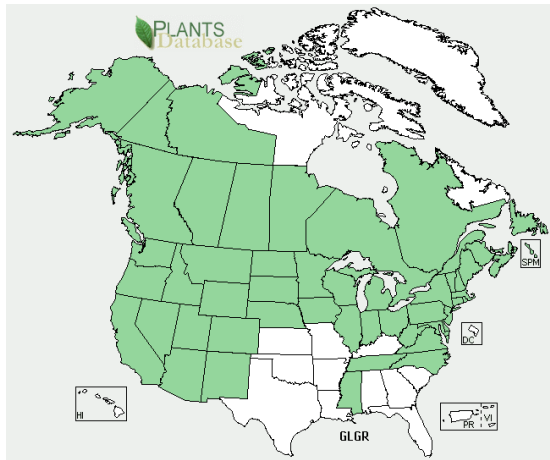 PLANTS
Database
SPM
DC
HI
PR
VI
GLGR